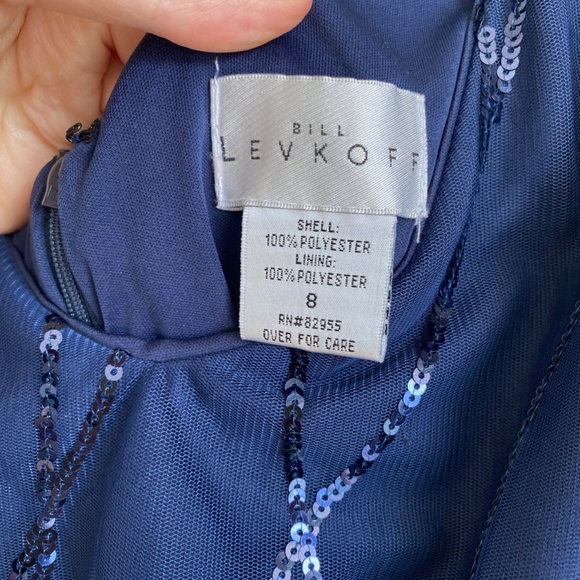 BILL
LEVKOFF
SHELL:
100% POLYESTER
LINING:
100% POLYESTER
8
RN#82955
OVER FOR CARE